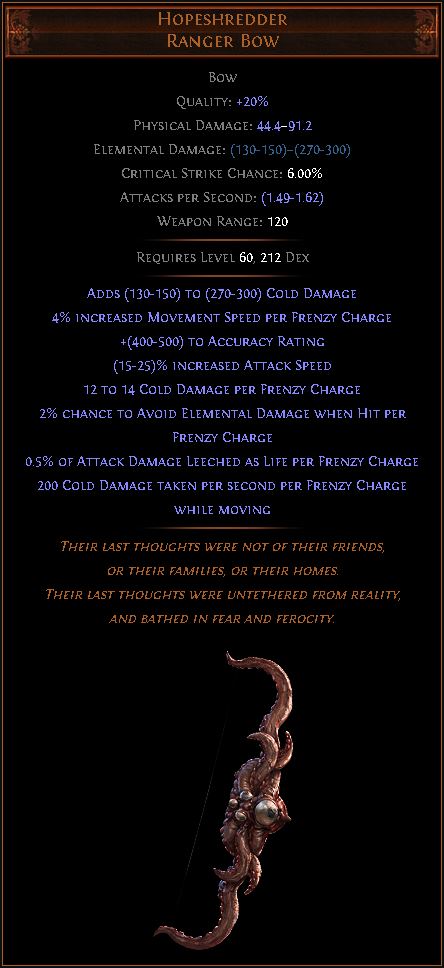 Hopeshredder
Ranger Bow
Bow
Quality: +20%
Physical Damage: 44.4–91.2
Elemental Damage: (130-150)–(270-300)
Critical Strike Chance: 6.00%
Attacks per Second: (1.49-1.62)
Weapon Range: 120
Requires Level 60, 212 Dex
Adds (130-150) to (270-300) Cold Damage
4% increased Movement Speed per Frenzy Charge
+(400-500) to Accuracy Rating
(15-25)% increased Attack Speed
12 to 14 Cold Damage per Frenzy Charge
2% chance to Avoid Elemental Damage when Hit per
Frenzy Charge
0.5% of Attack Damage Leeched as Life per Frenzy Charge
200 Cold Damage taken per second per Frenzy Charge
while moving
Their last thoughts were not of their friends,
or their families, or their homes.
Their last thoughts were untethered from reality,
and bathed in fear and ferocity.